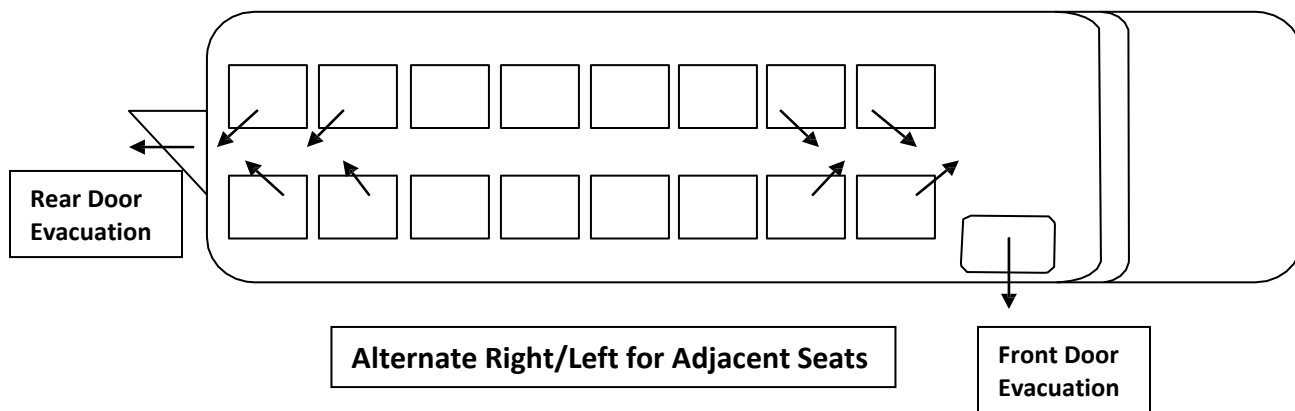 Rear Door
Evacuation
Alternate Right/Left for Adjacent Seats
Front Door
Evacuation